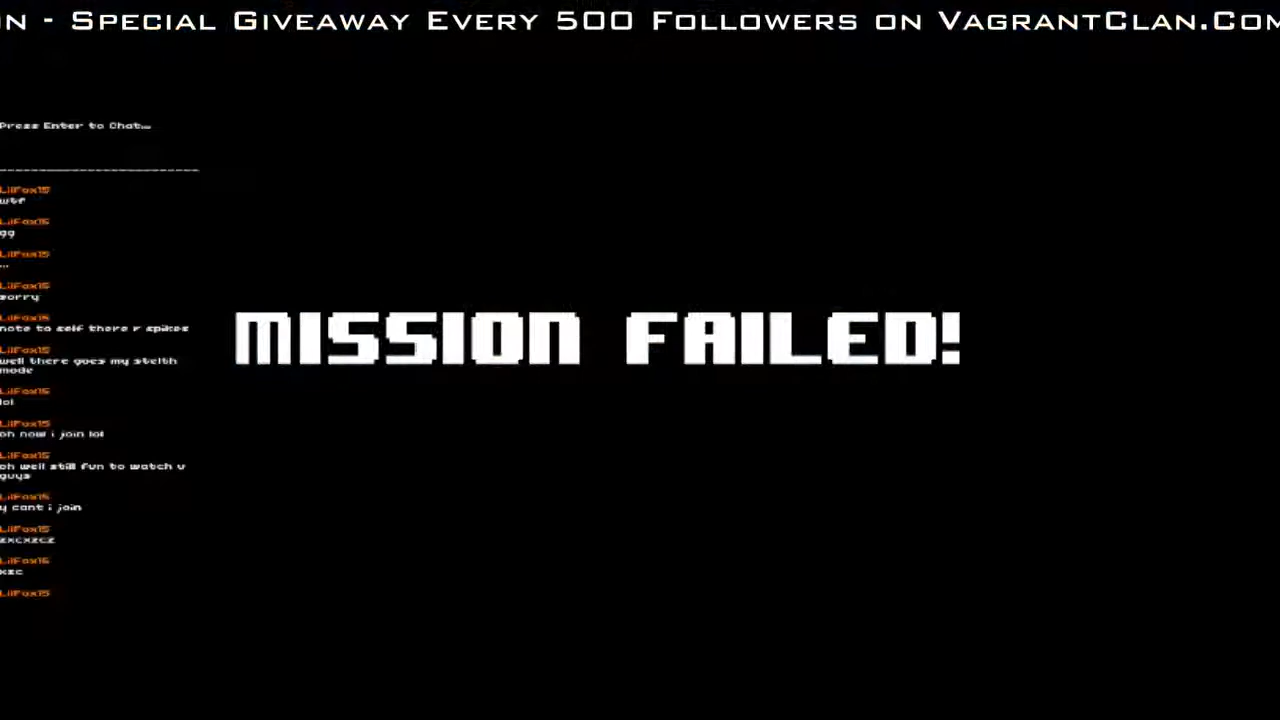 on - Special Giveaway Every 500 Followers on VagrantClan.Com
Press Enter to Chat...
-------------------------
LilFox15
wtf
LilFox15
gg
LilFox15
...
LilFox15
sorry
LilFox15
note to self there r spikes
LilFox15
well there goes my stelth
mode
LilFox15
lol
LilFox15
oh now i join lol
LilFox15
oh well still fun to watch u
guys
LilFox15
y cant i join
LilFox15
zxcxzcz
LilFox15
xzc
LilFox15
MISSION FAILED!